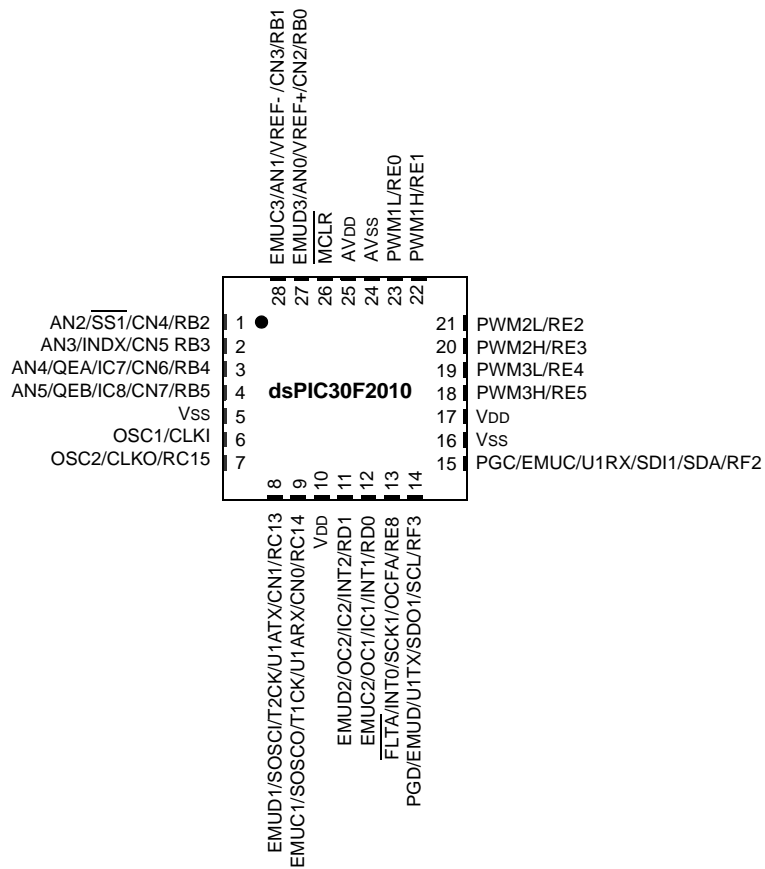 EMUC3/AN1/VREF- /CN3/RB1
EMUD3/AN0/VREF+/CN2/RB0
MCLR
AVDD
AVSS
PWM1L/RE0
PWM1H/RE1
28
27
26
25
24
23
22
AN2/SS1/CN4/RB2 1
AN3/INDX/CN5 RB3 2
AN4/QEA/IC7/CN6/RB4 3
AN5/QEB/IC8/CN7/RB5 4
VSS 5
OSC1/CLKI 6
OSC2/CLKO/RC15 7
dsPIC30F2010
21 PWM2L/RE2
20 PWM2H/RE3
19 PWM3L/RE4
18 PWM3H/RE5
17 VDD
16 VSS
15 PGC/EMUC/U1RX/SDI1/SDA/RF2
8
9
10
11
12
13
14
EMUD1/SOSCI/T2CK/U1ATX/CN1/RC13
EMUC1/SOSCO/T1CK/U1ARX/CN0/RC14
VDD
EMUD2/OC2/IC2/INT2/RD1
EMUC2/OC1/IC1/INT1/RD0
FLTA/INT0/SCK1/OCFA/RE8
PGD/EMUD/U1TX/SDO1/SCL/RF3